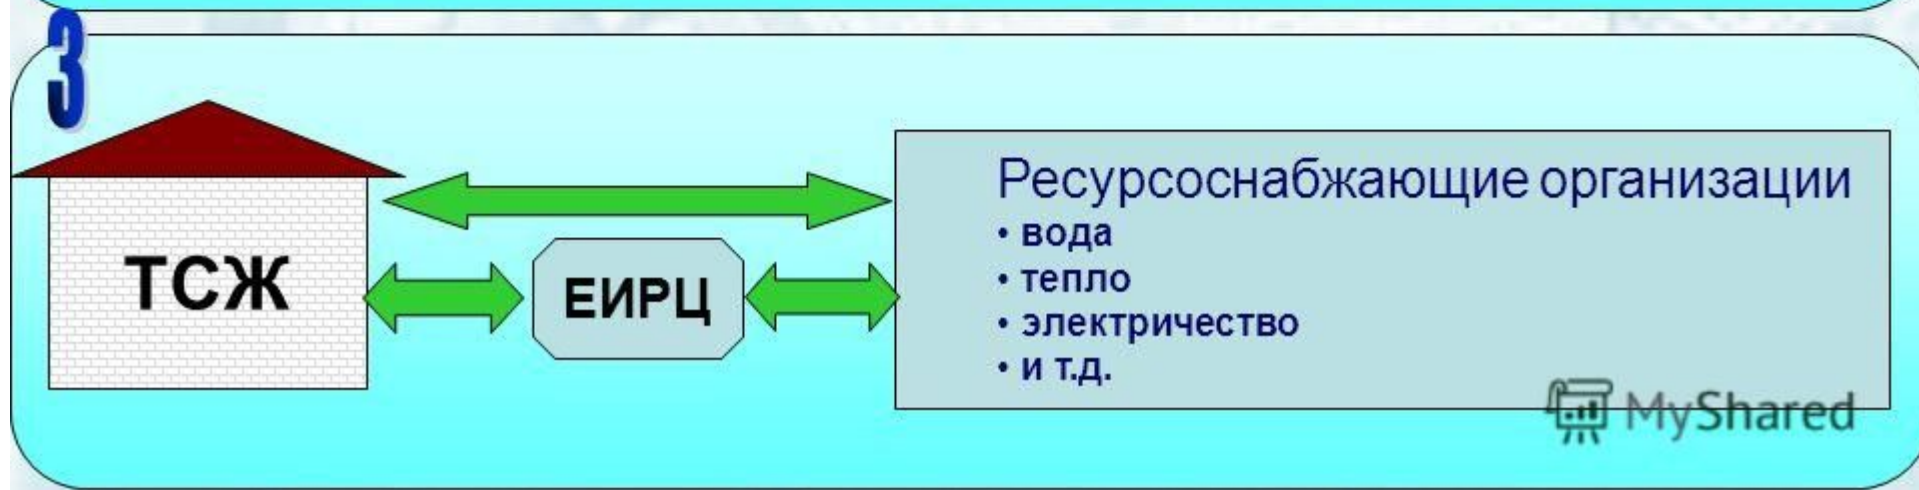 3
ТСЖ
ЕИРЦ
Ресурсоснабжающие организации
• вода
• тепло
• электричество
• и т.д.
MyShared